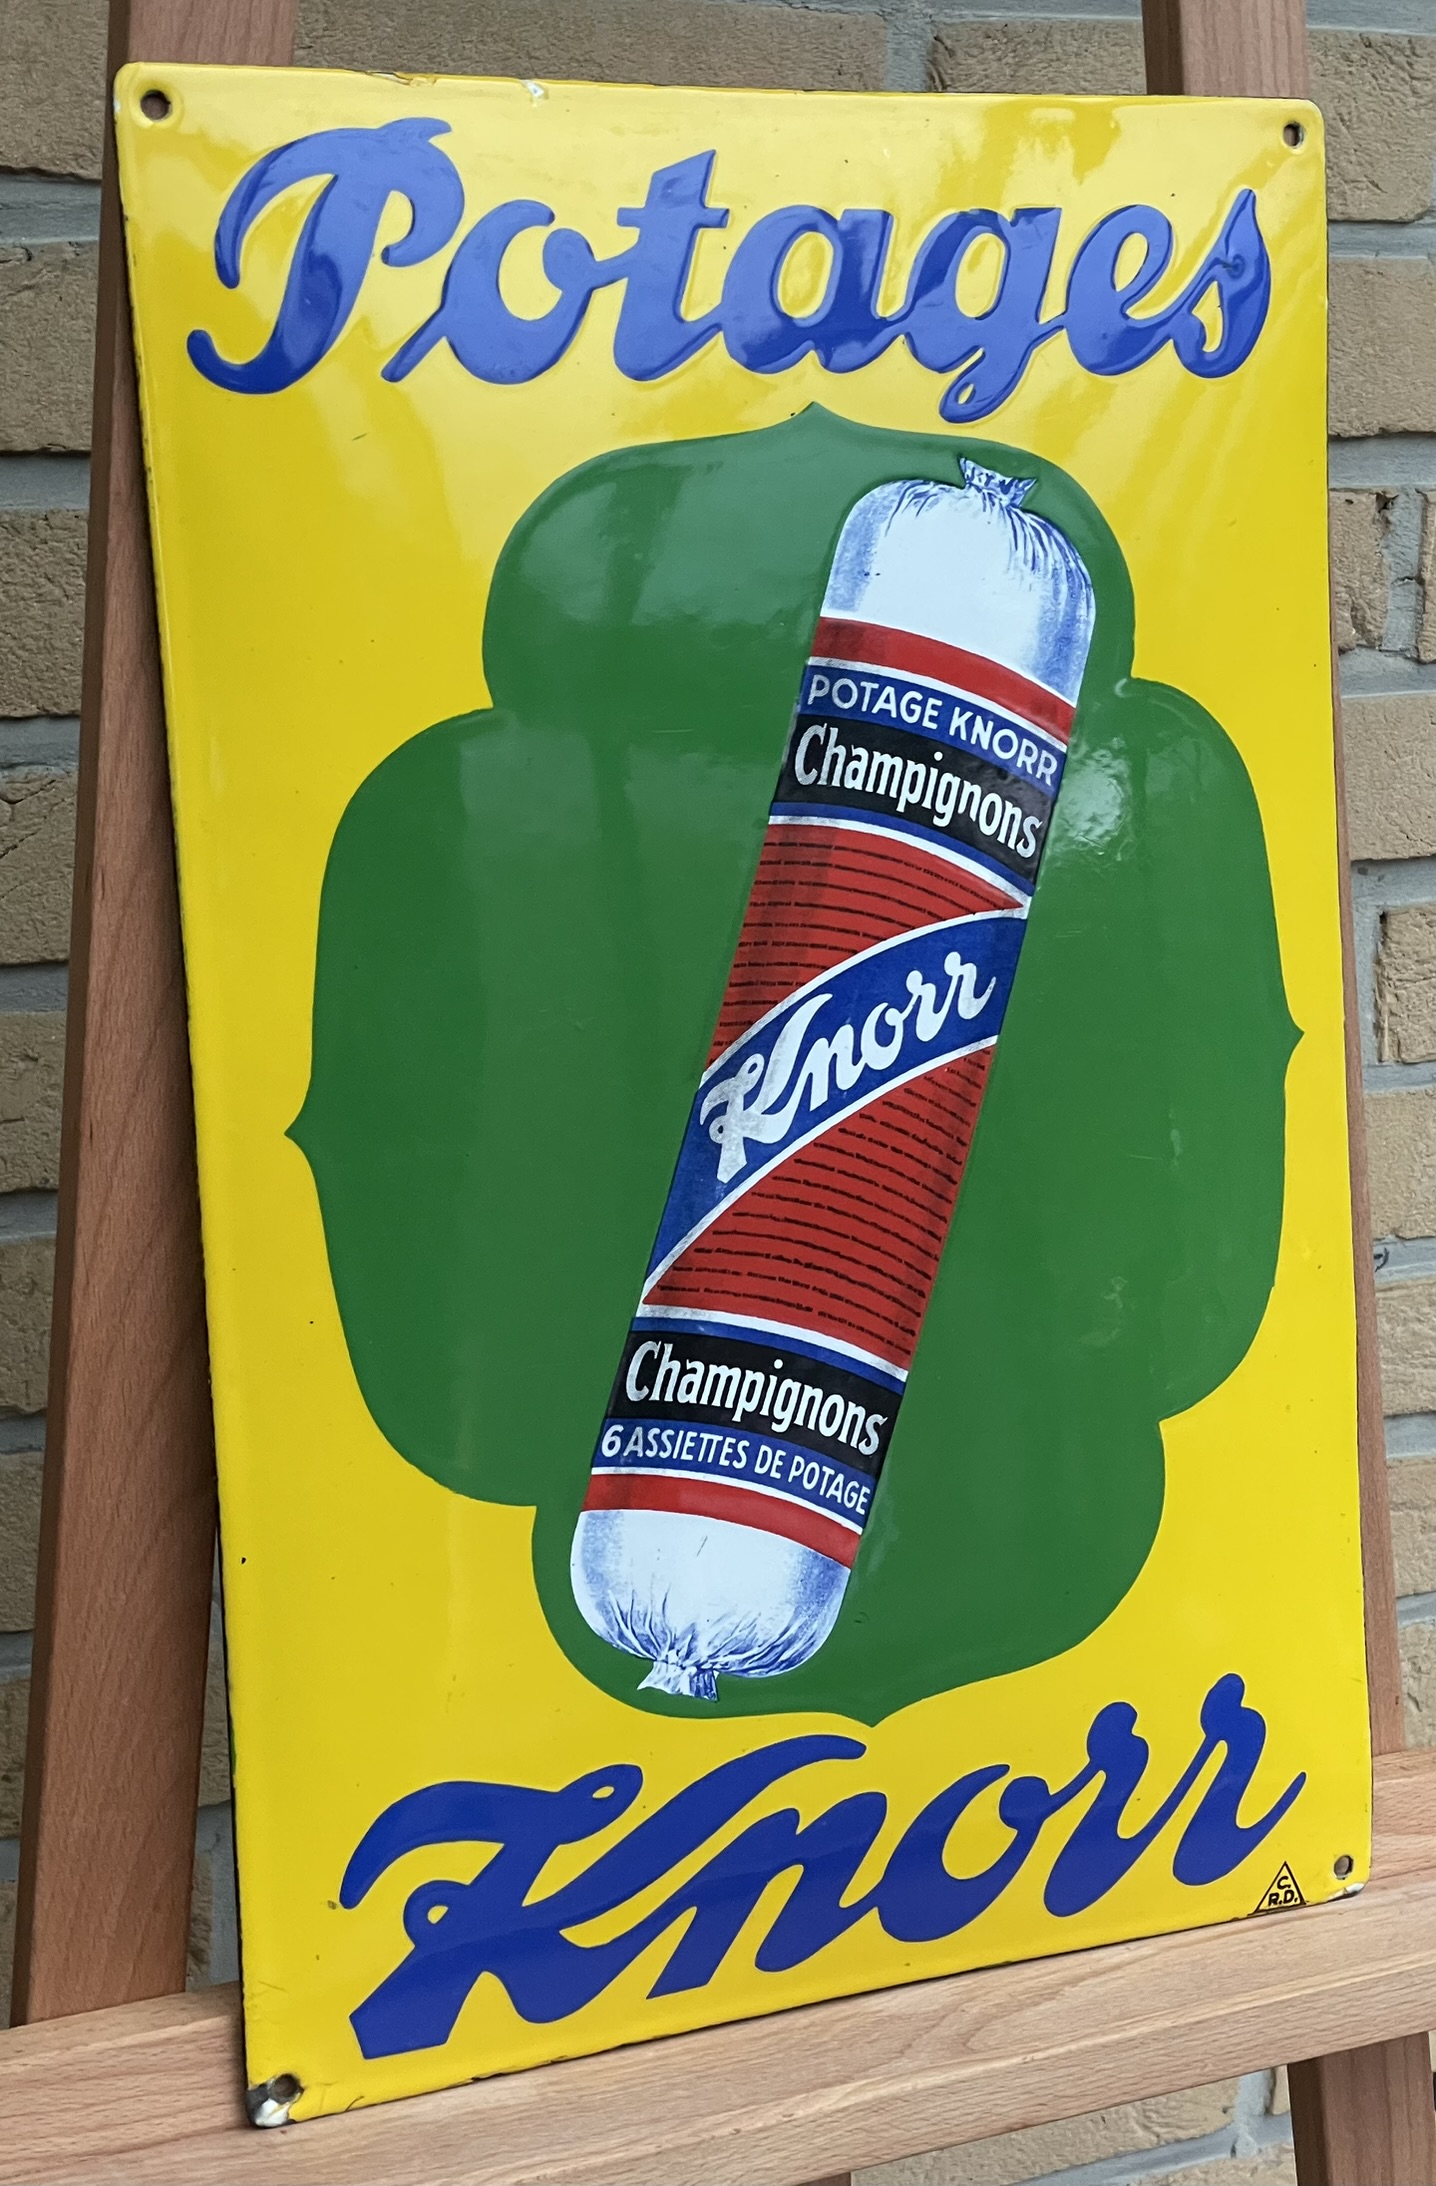 Potages
POTAGE KNORR
Champignons
Knorr
Champignons
6 ASSIETTES DE POTAGE
Knorr
C.
R.D.